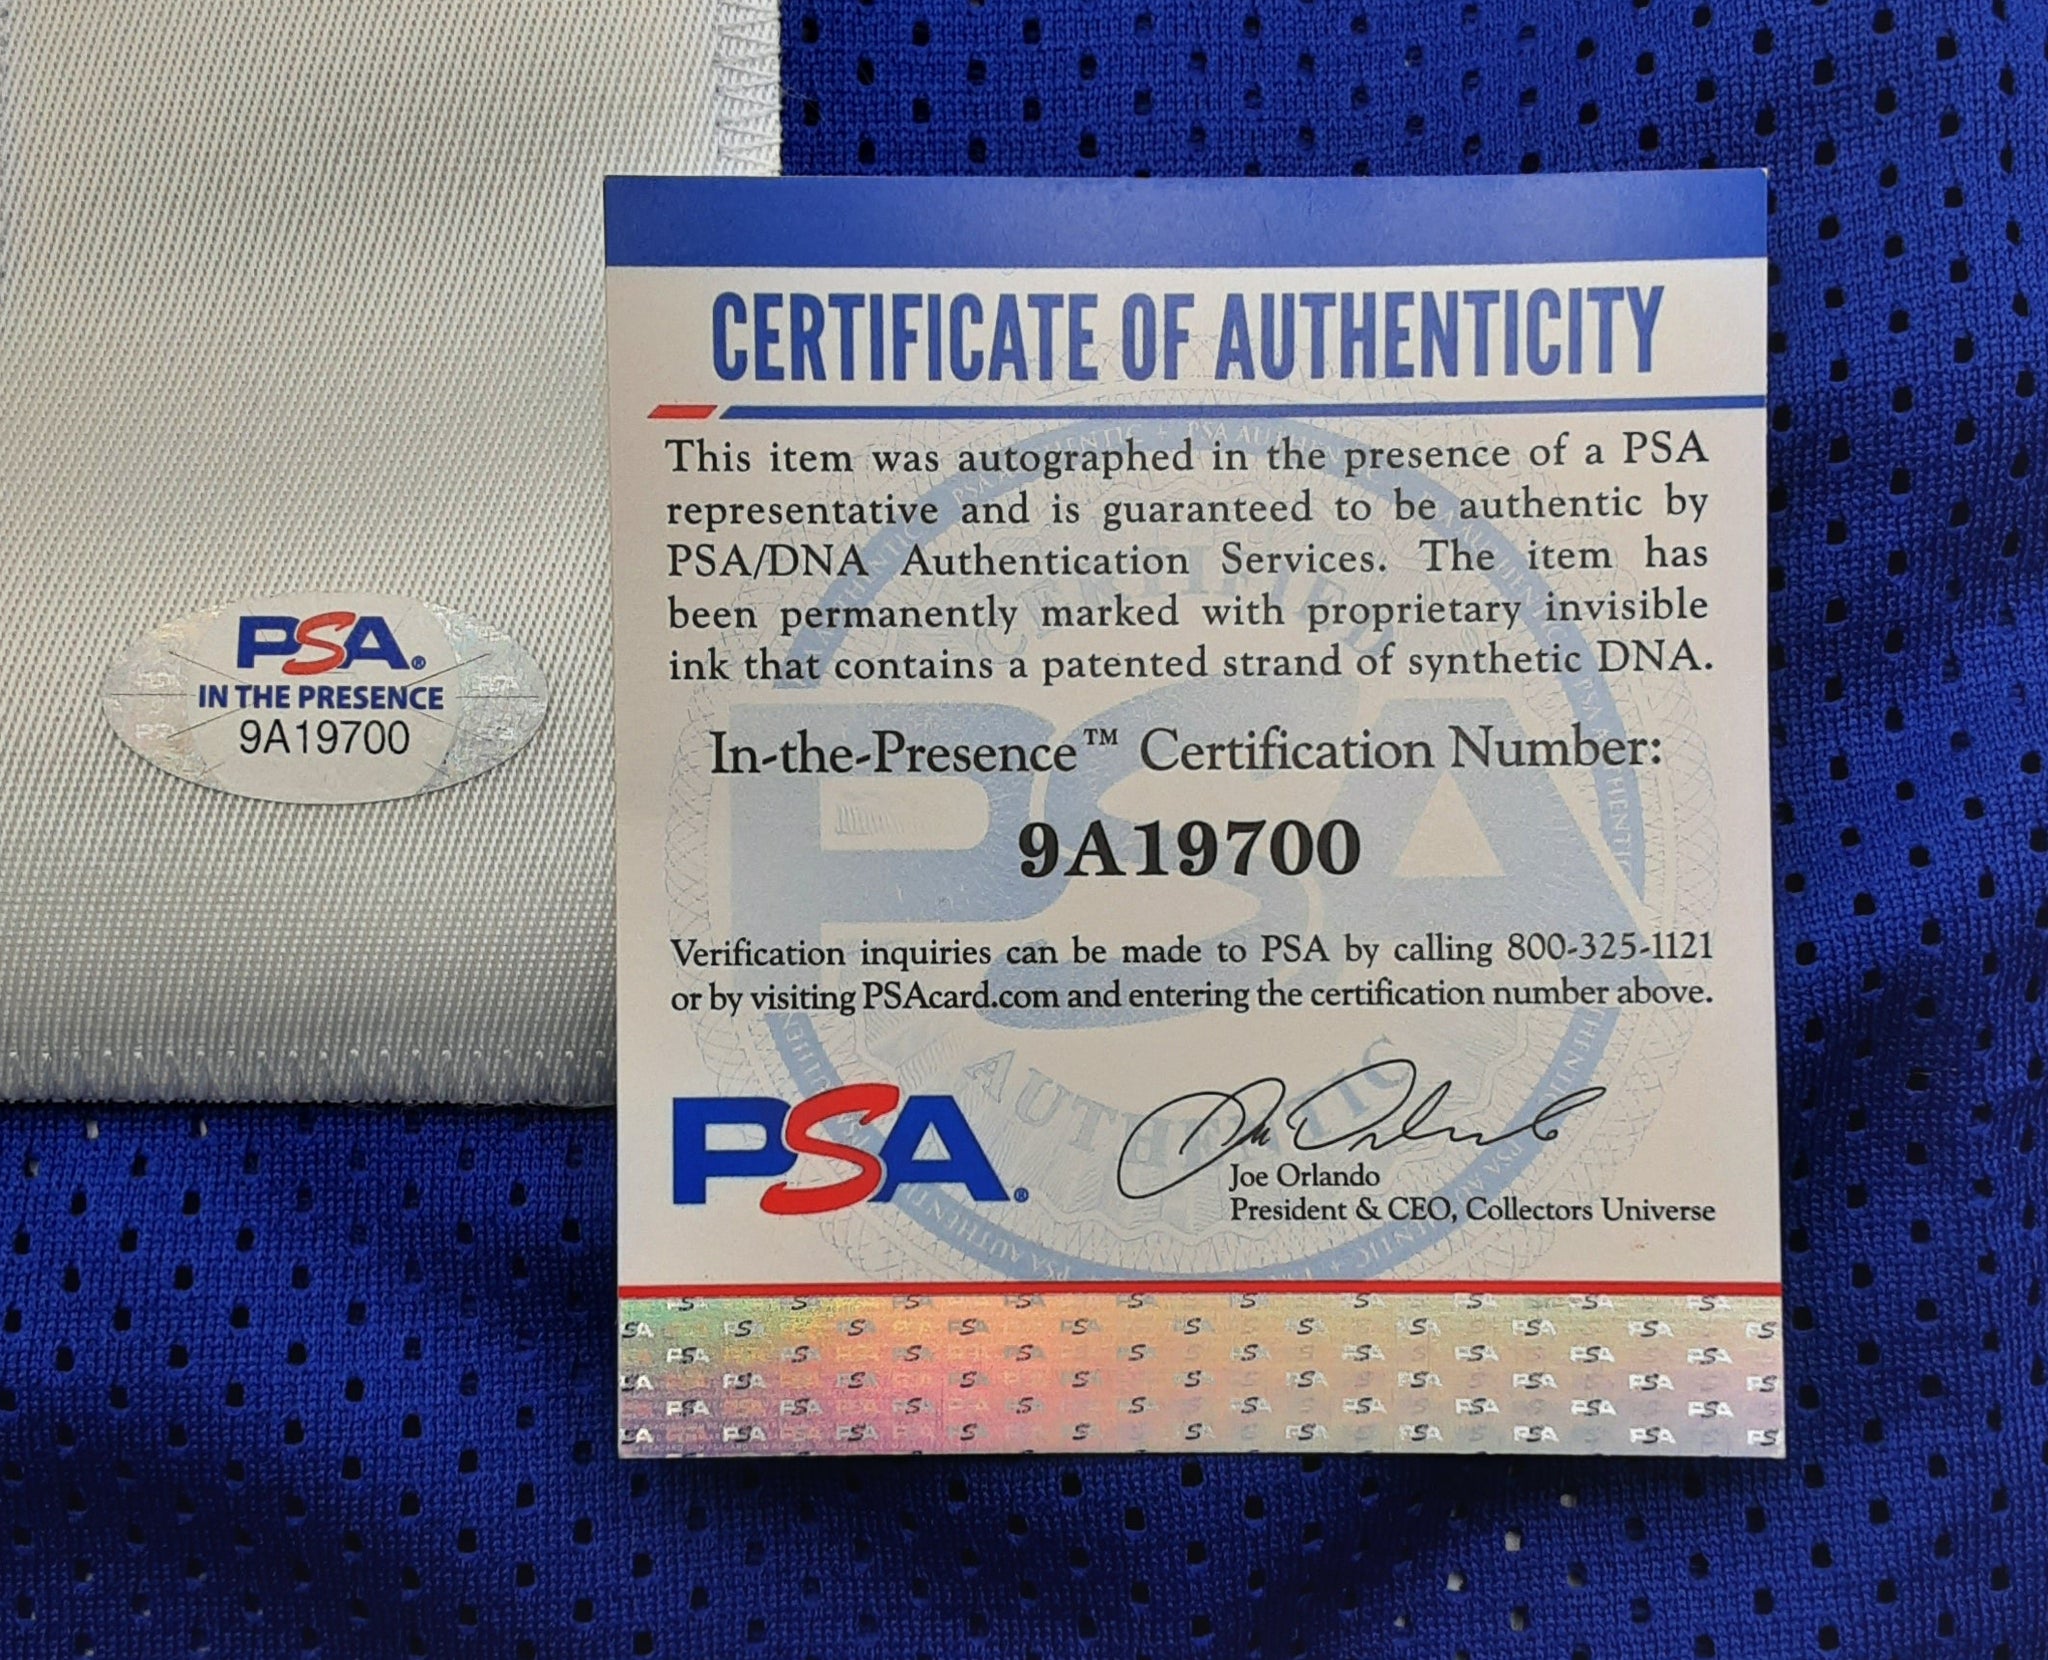 PSA®
IN THE PRESENCE
9A19700
CERTIFICATE OF AUTHENTICITY
This item was autographed in the presence of a PSA
representative and is guaranteed to be authentic by
PSA/DNA Authentication Services. The item has
been permanently marked with proprietary invisible
ink that contains a patented strand of synthetic DNA.
In-the-Presence™ Certification Number:
9A19700
Verification inquiries can be made to PSA by calling 800-325-1121
or by visiting PSAcard.com and entering the certification number above.
PSA®
Joe Orlando
President & CEO, Collectors Universe
PSA
CERTIFIED
AUTHENTIC